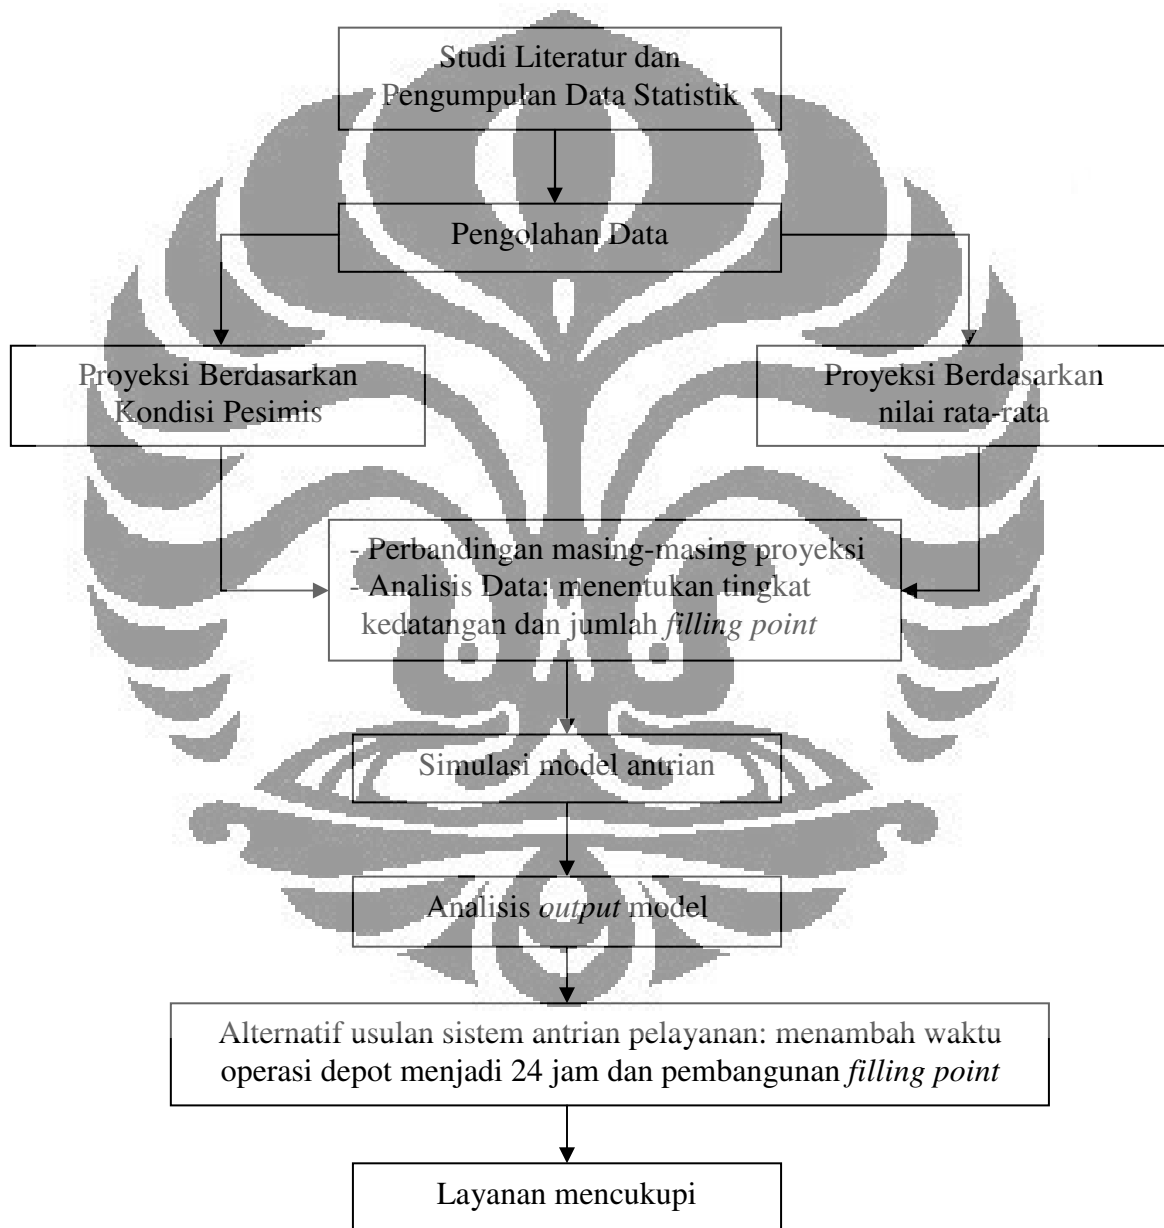 Studi Literatur dan
Pengumpulan Data Statistik
Pengolahan Data
Proyeksi Berdasarkan
Kondisi Pesimis
Proyeksi Berdasarkan
nilai rata-rata
- Perbandingan masing-masing proyeksi
- Analisis Data: menentukan tingkat
kedatangan dan jumlah filling point
Simulasi model antrian
Analisis output model
Alternatif usulan sistem antrian pelayanan: menambah waktu
operasi depot menjadi 24 jam dan pembangunan filling point
Layanan mencukupi